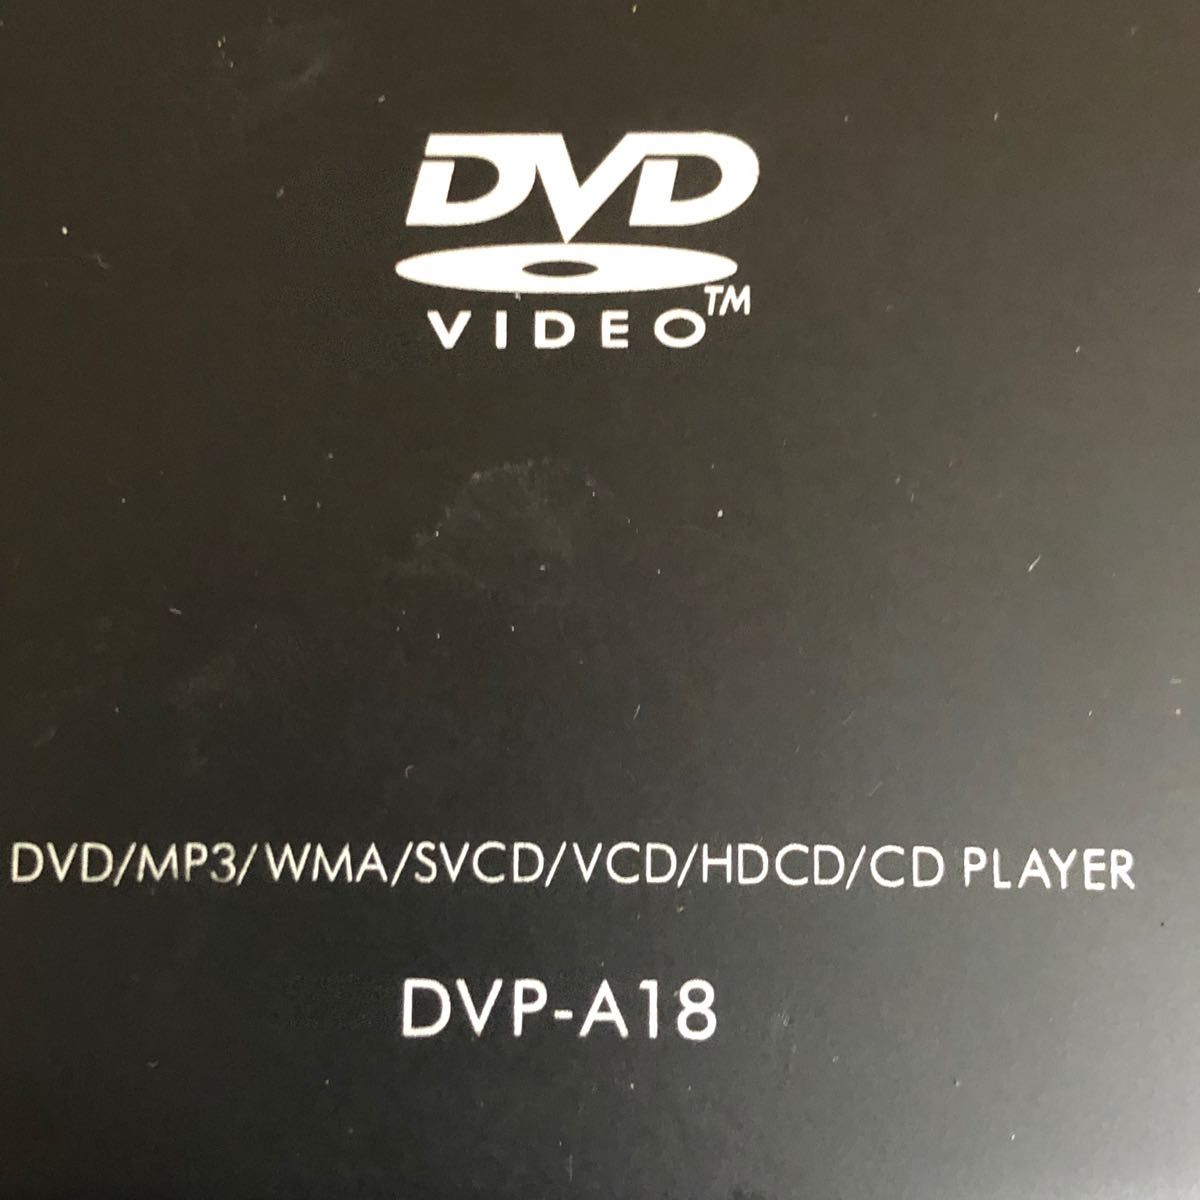 DVD
VIDEO™
DVD/MP3/WMA/SVCD/VCD/HDCD/CD PLAYER
DVP-A18